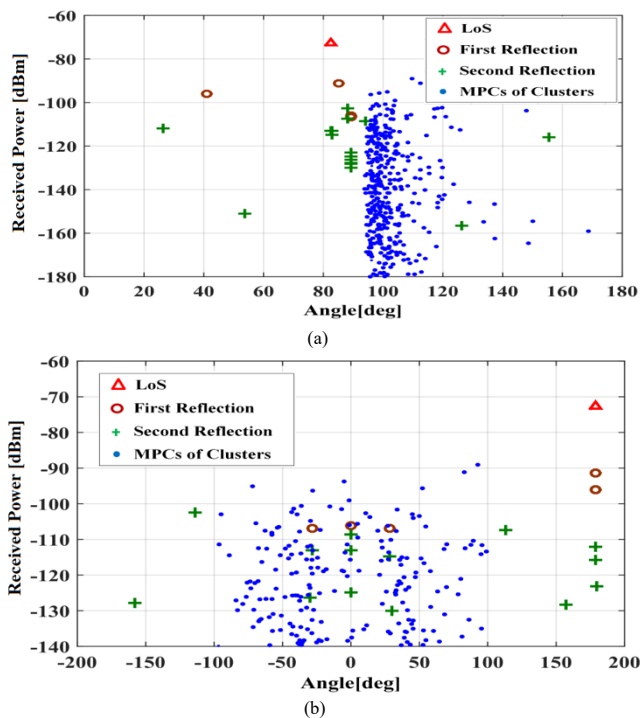 -60
-80
-100
-120
-140
-160
-180
Received Power [dBm]
LoS
First Reflection
Second Reflection
MPCs of Clusters
0 20 40 60 80 100 120 140 160 180
Angle[deg]
(a)
-60
-70
-80
-90
-100
-110
-120
-130
-140
Received Power [dBm]
LoS
First Reflection
Second Reflection
MPCs of Clusters
-200 -150 -100 -50 0 50 100 150 200
Angle[deg]
(b)